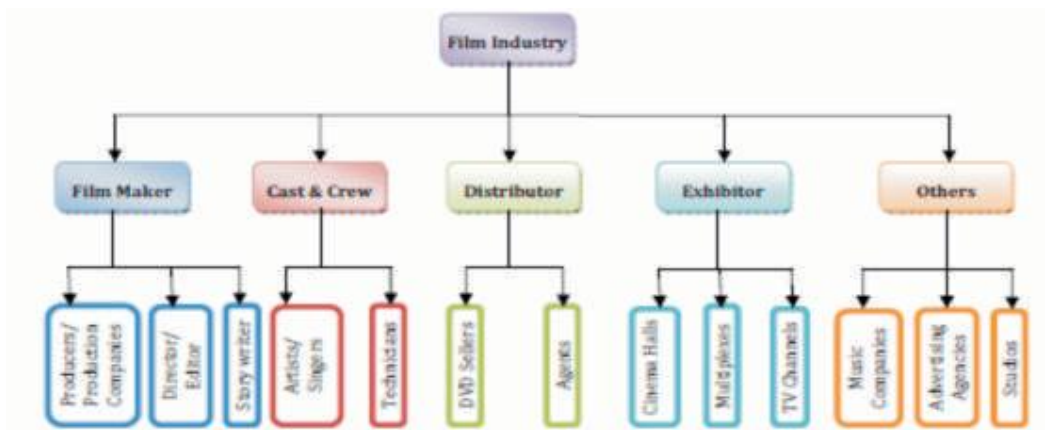 Film Industry
Film Maker
Cast & Crew
Distributor
Exhibitor
Others
Producers/
Production
Companies
Director/
Editor
Story writer
Artists/
Singers
Technicians
DVD Sellers
Agents
Cinema Halls
Multiplexes
TV Channels
Music
Companies
Advertising
Agencies
Studios